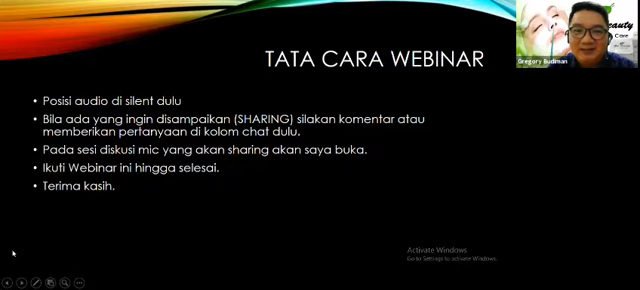 TATA CARA WEBINAR
• Posisi audio di silent dulu
• Bila ada yang ingin disampaikan (SHARING) silakan komentar atau
memberikan pertanyaan di kolom chat dulu.
• Pada sesi diskusi mic yang akan sharing akan saya buka.
• Ikuti Webinar ini hingga selesai.
• Terima kasih.
Gregory Budiman
Care
Activate Windows
Go to Settings to activate Windows.